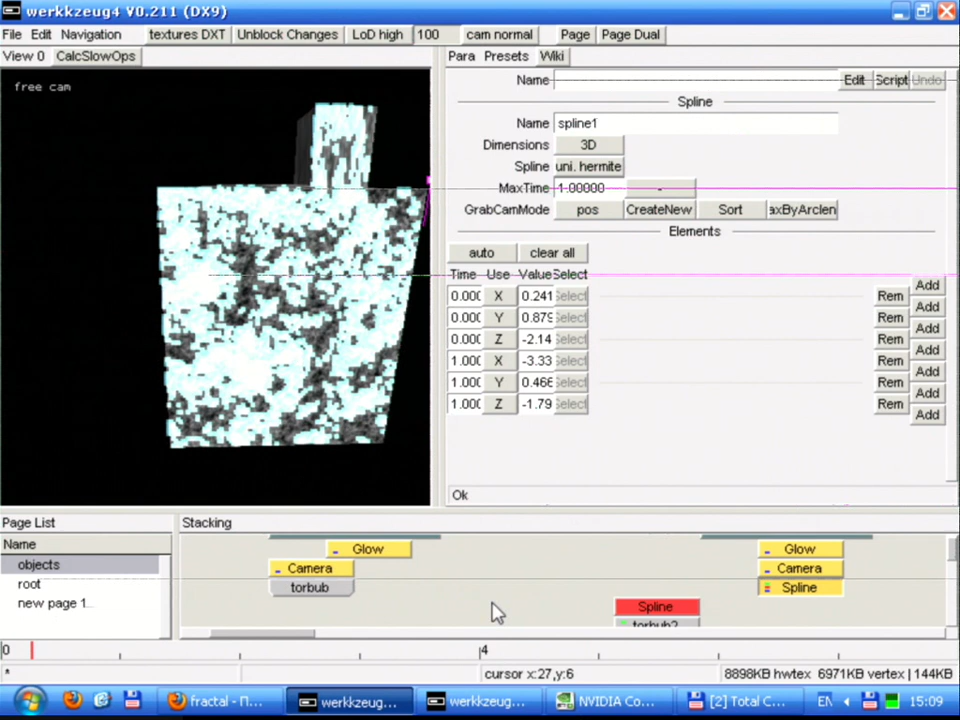 werkkzeug4 V0.211 (DX9)
File Edit Navigation textures DXT Unblock Changes LoD high 100 cam normal Page Page Dual
View 0 CalcSlowOps Para Presets Wiki
free cam
Name Edit Script Undo
Spline
Name spline1
Dimensions 3D
Spline uni. hermite
MaxTime 1.00000 -
GrabCamMode pos CreateNew Sort axByArclen
Elements
auto clear all
Time Use Value Select
Add
0.000 X 0.241 Select Rem
Add
0.000 Y 0.879 Select Rem
Add
0.000 Z -2.14 Select Rem
Add
1.000 X -3.33 Select Rem
Add
1.000 Y 0.466 Select Rem
Add
1.000 Z -1.79 Select Rem
Add
Ok
Page List Stacking
Name
objects
root
new page 1
Glow Glow
Camera Camera
torbub Spline
Spline
torbub2
0 4
* cursor x:27,y:6 8898KB hwtex 6971KB vertex | 144KB
fractal - П... werkkzeug... werkkzeug... NVIDIA Co... [2] Total C... EN 15:09